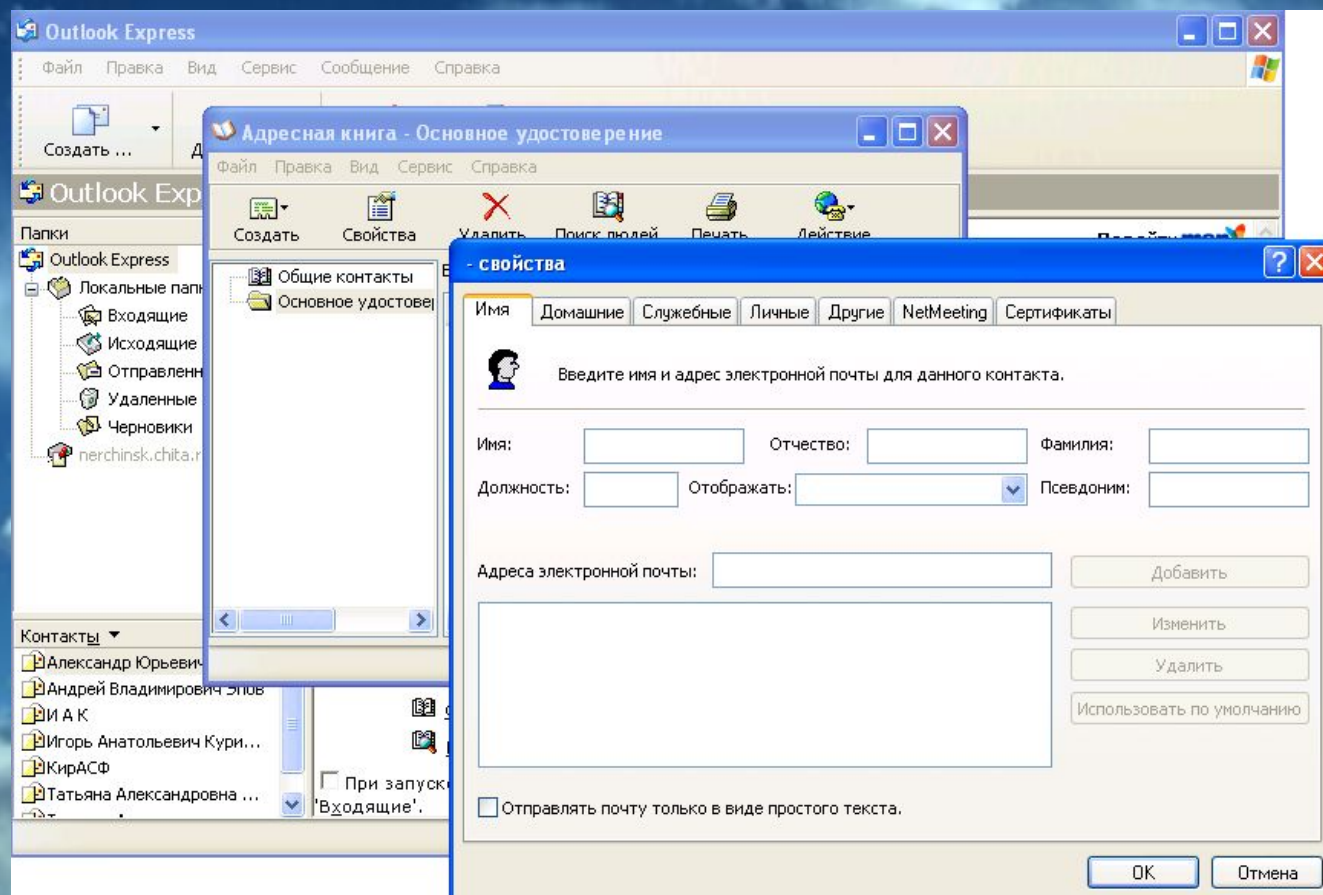 Outlook Express
Файл Правка Вид Сервис Сообщение Справка
Создать ...
Outlook Exp
Папки
Outlook Express
Локальные пап
Входящие
Исходящие
Отправленн
Удаленные
Черновики
nerchinsk.chita.r
Контакты
Александр Юрьевич
Андрей Владимирович Эпов
И А К
Игорь Анатольевич Кури...
КирАСФ
Татьяна Александровна ...
При запуск
'Входящие'.
Адресная книга - Основное удостоверение
Файл Правка Вид Сервис Справка
Создать Свойства Удалить Поиск людей Печать Действие
Общие контакты
Основное удостовер
- свойства
Имя Домашние Служебные Личные Другие NetMeeting Сертификаты
Введите имя и адрес электронной почты для данного контакта.
Имя: Отчество: Фамилия:
Должность: Отображать: Псевдоним:
Адреса электронной почты: Добавить
Изменить
Удалить
Использовать по умолчанию
Отправлять почту только в виде простого текста.
OK Отмена